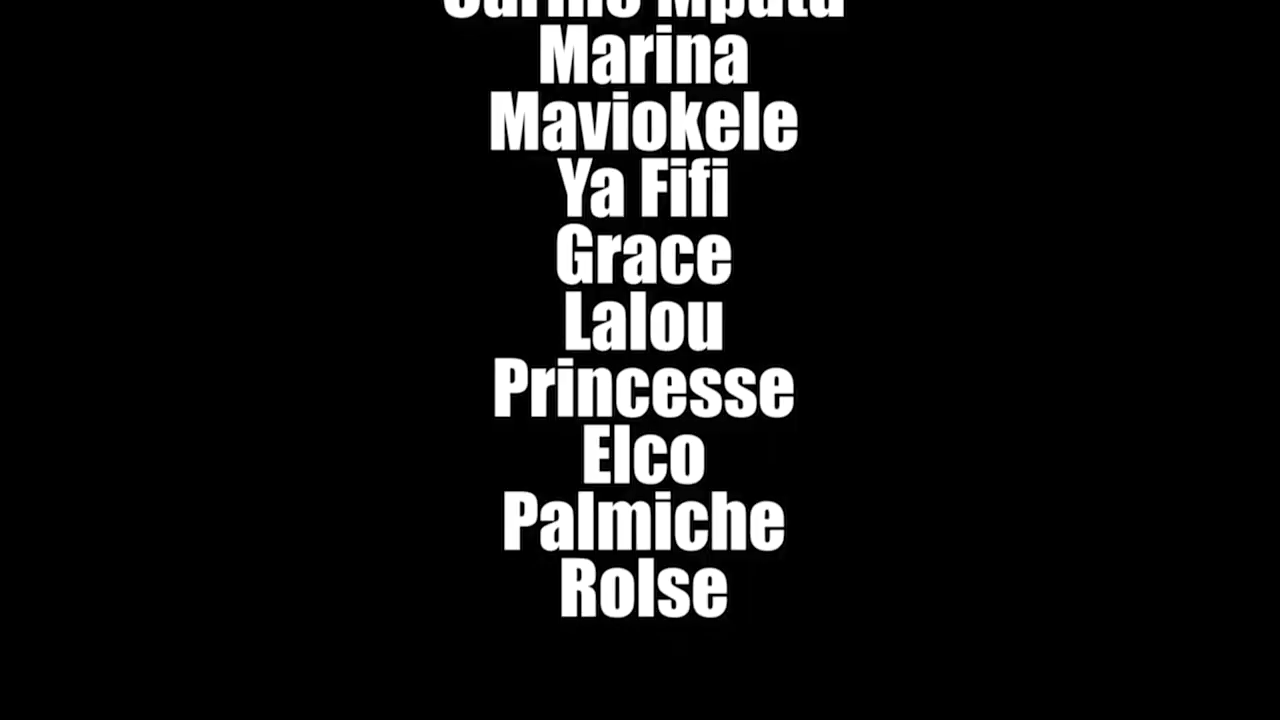 Marina
Maviokele
Ya Fifi
Grace
Lalou
Princesse
Elco
Palmiche
Rolse